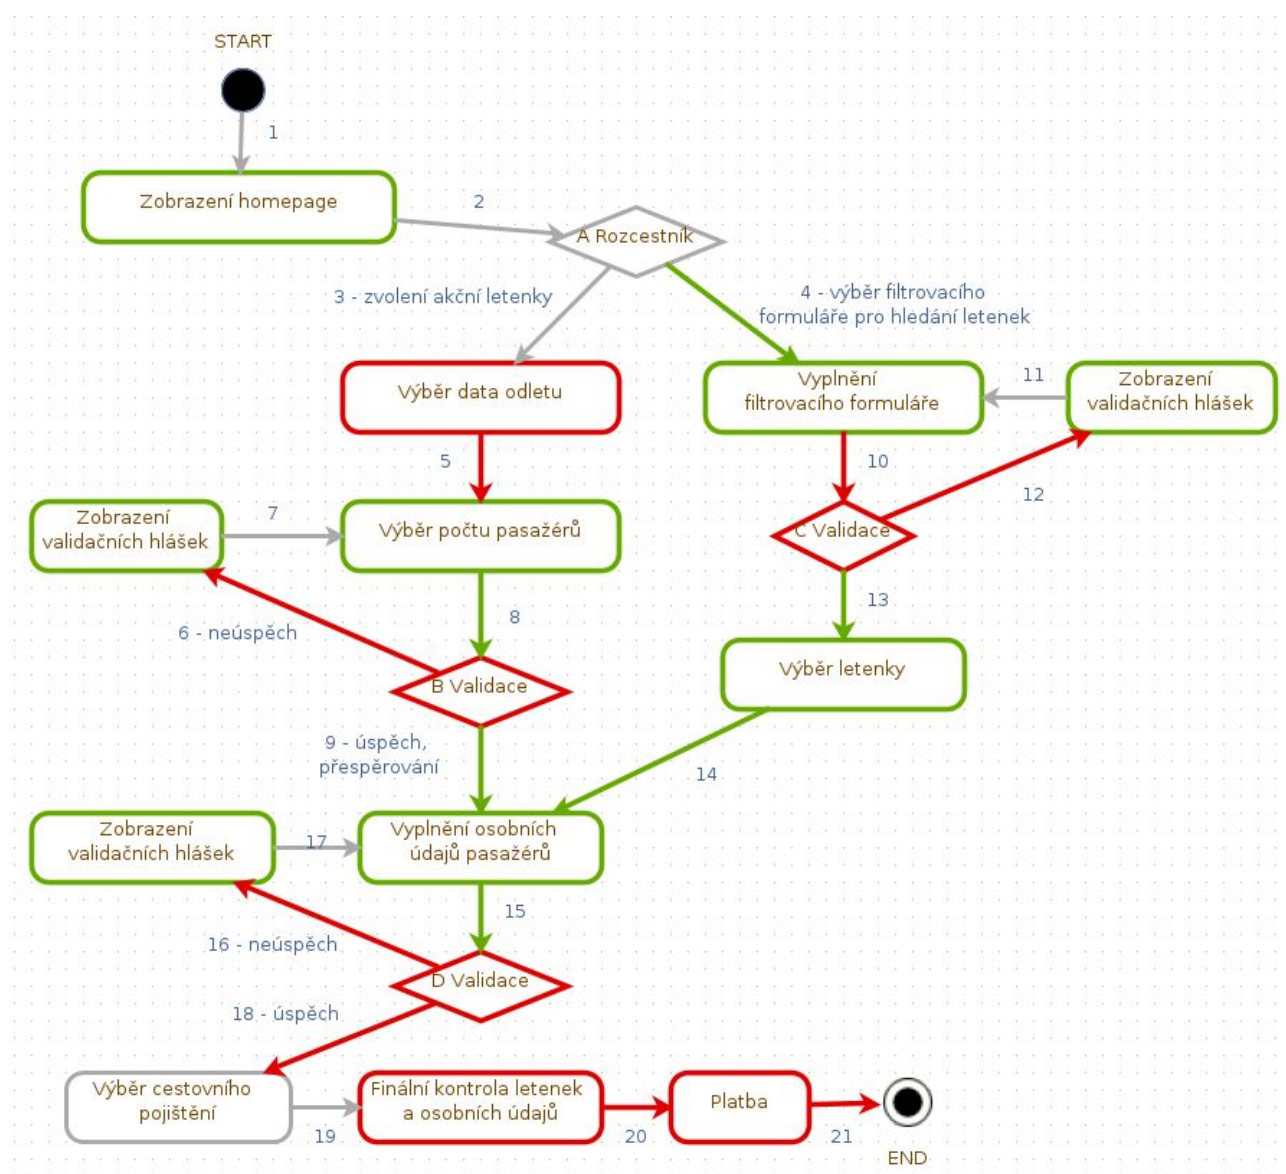 START
1
Zobrazení homepage
2
A Rozcestník
3 - zvolení akční letenky
4 - výběr filtrovacího
formuláře pro hledání letenek
Výběr data odletu
Vyplnění
filtrovacího formuláře
11
Zobrazení
validačních hlášek
5
10
12
Zobrazení
validačních hlášek
7
Výběr počtu pasažérů
C Validace
6 - neúspěch
8
13
B Validace
Výběr letenky
9 - úspěch,
přespěrování
14
Zobrazení
validačních hlášek
17
Vyplnění osobních
údajů pasažérů
15
16 - neúspěch
D Validace
18 - úspěch
Výběr cestovního
pojištění
19
Finální kontrola letenek
a osobních údajů
20
Platba
21
END